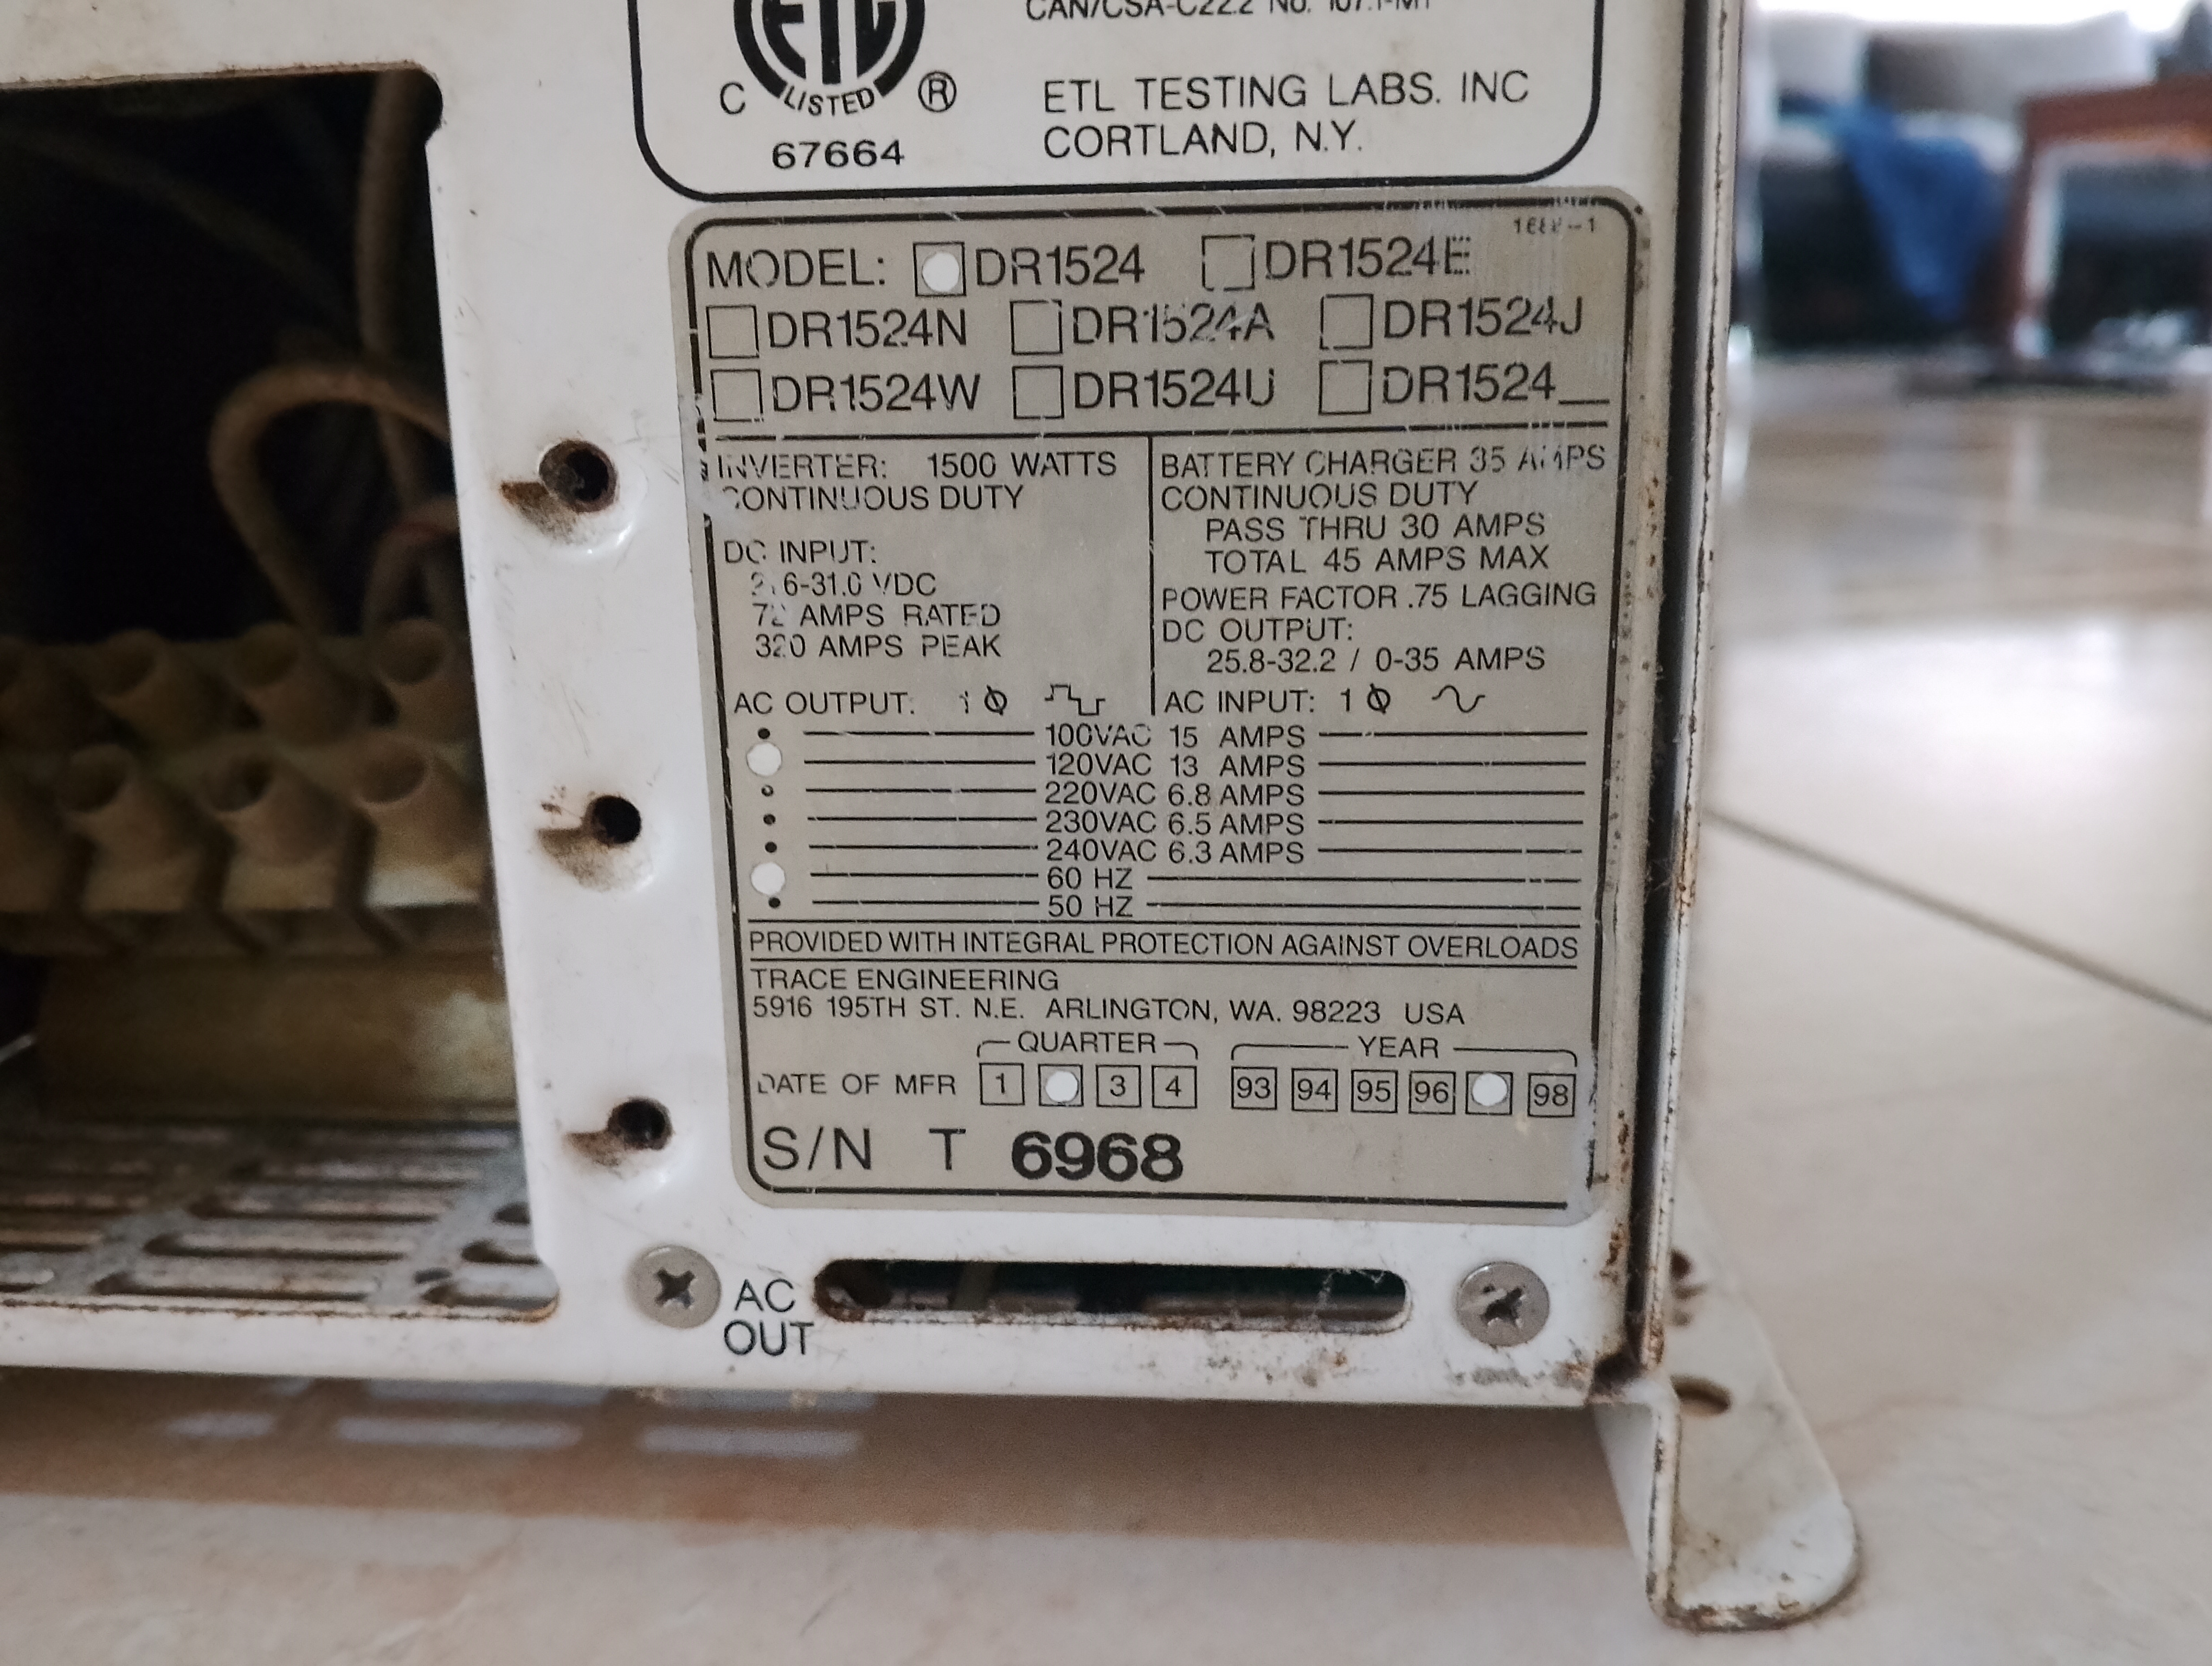 CAN/CSA-C22.2 No. 107.1-M1
ETL
LISTED
C ®
67664
ETL TESTING LABS. INC
CORTLAND, N.Y.
MODEL: DR1524 DR1524E
DR1524N DR1524A DR1524J
DR1524W DR1524U DR1524__
INVERTER: 1500 WATTS
CONTINUOUS DUTY
DC INPUT:
6-31.0 VDC
AMPS RATED
320 AMPS PEAK
AC OUTPUT: 1 Φ
BATTERY CHARGER 35 AMPS
CONTINUOUS DUTY
PASS THRU 30 AMPS
TOTAL 45 AMPS MAX
POWER FACTOR .75 LAGGING
DC OUTPUT:
25.8-32.2 / 0-35 AMPS
AC INPUT: 1 Φ
100VAC 15 AMPS
120VAC 13 AMPS
220VAC 6.8 AMPS
230VAC 6.5 AMPS
240VAC 6.3 AMPS
60 HZ
50 HZ
PROVIDED WITH INTEGRAL PROTECTION AGAINST OVERLOADS
TRACE ENGINEERING
5916 195TH ST. N.E. ARLINGTON, WA. 98223 USA
QUARTER YEAR
DATE OF MFR 1 3 4 93 94 95 96 98
S/N T 6968
AC
OUT